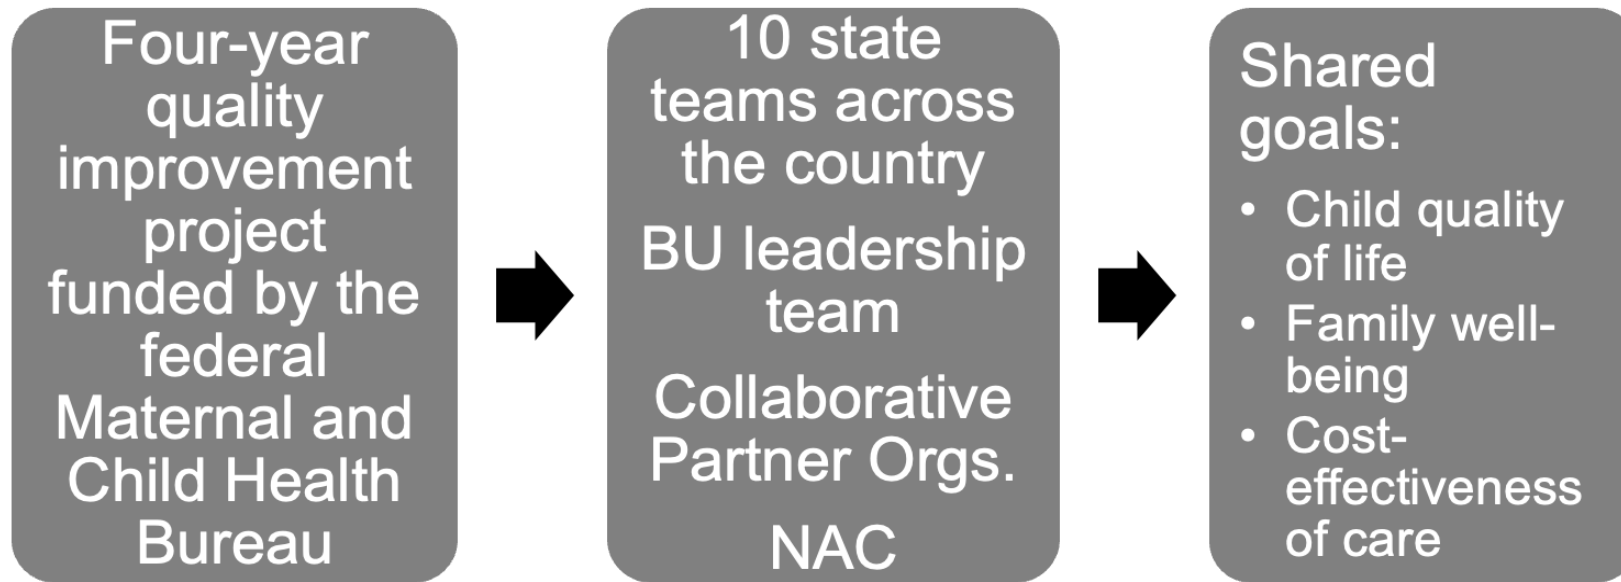 Four-year
quality
improvement
project
funded by the
federal
Maternal and
Child Health
Bureau
10 state
teams across
the country
BU leadership
team
Collaborative
Partner Orgs.
NAC
Shared
goals:
• Child quality
of life
• Family well-
being
• Cost-
effectiveness
of care